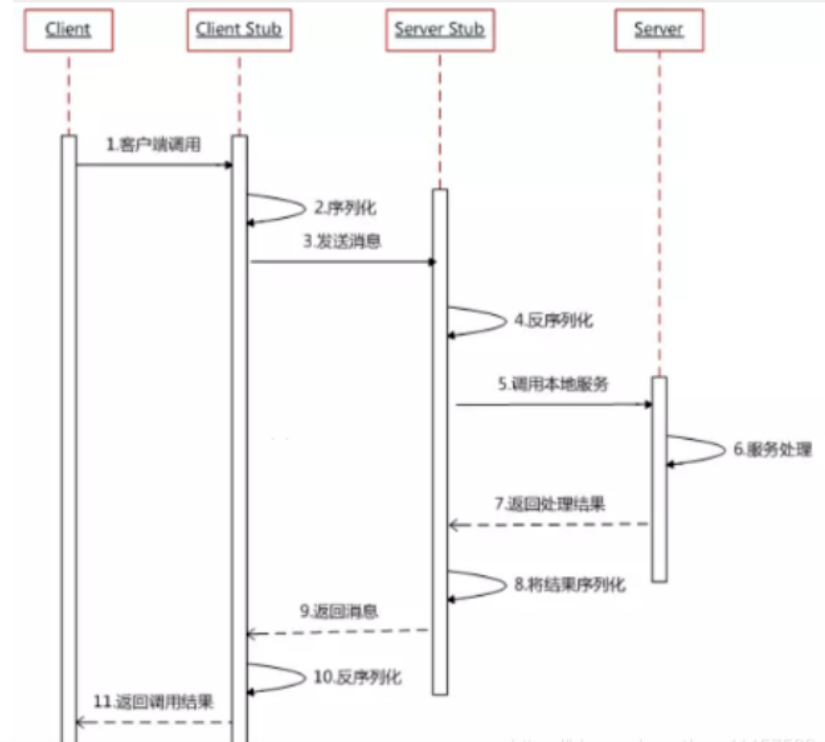 Client
Client Stub
Server Stub
Server
1.客户端调用
2.序列化
3.发送消息
4.反序列化
5.调用本地服务
6.服务处理
7.返回处理结果
8.将结果序列化
9.返回消息
10.反序列化
11.返回调用结果